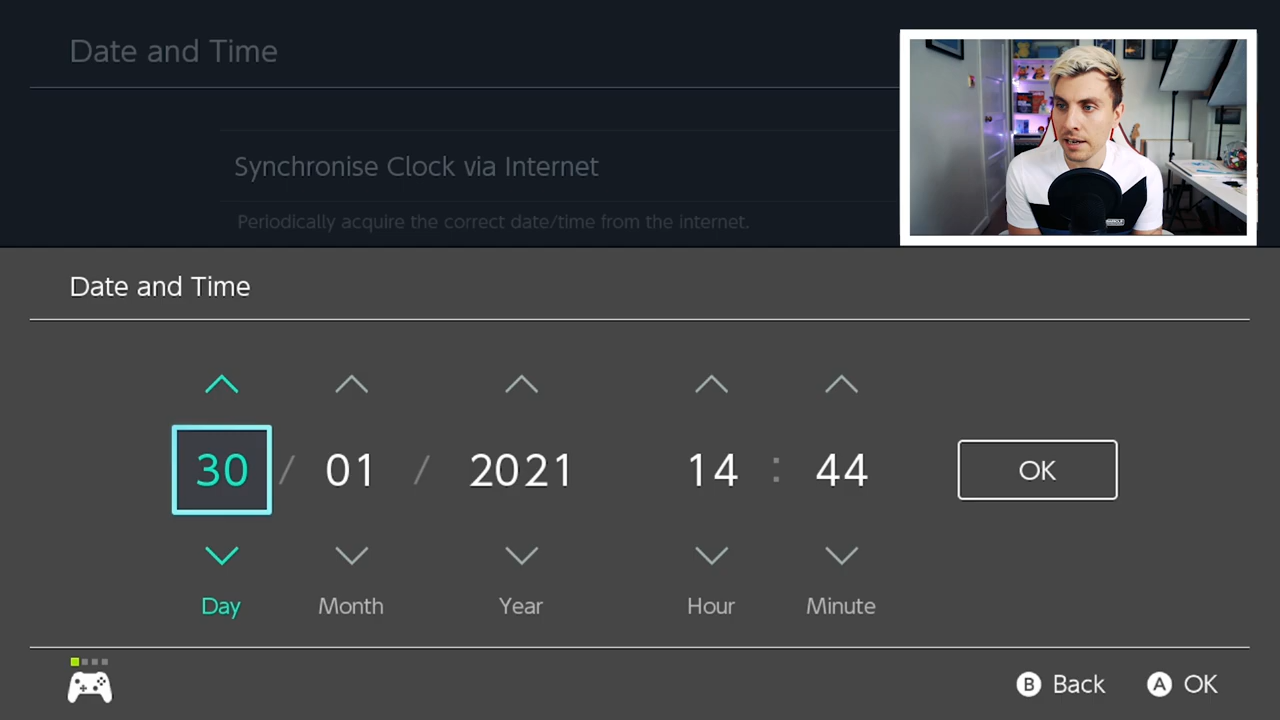 Date and Time
Synchronise Clock via Internet
Periodically acquire the correct date/time from the internet.
Date and Time
30 / 01 / 2021 14 : 44 OK
Day Month Year Hour Minute
B Back A OK